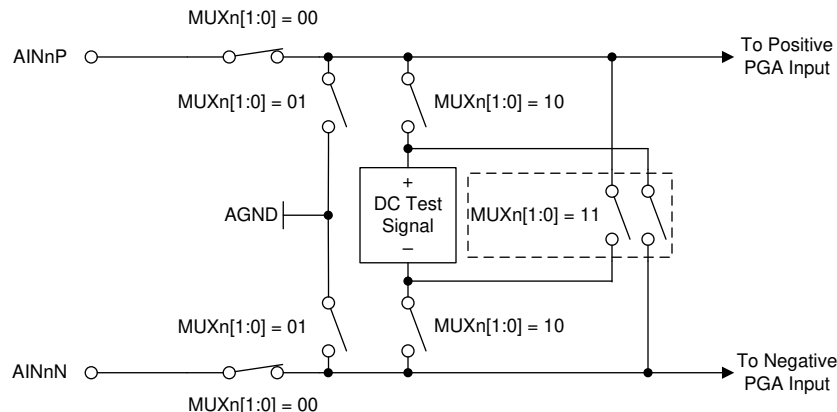 MUXn[1:0] = 00
AINnP
To Positive
PGA Input
MUXn[1:0] = 01
MUXn[1:0] = 10
+
DC Test
Signal
–
AGND
MUXn[1:0] = 11
MUXn[1:0] = 01
MUXn[1:0] = 10
AINnN
To Negative
PGA Input
MUXn[1:0] = 00